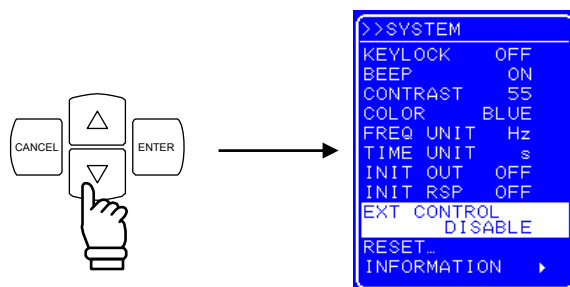 CANCEL
ENTER
>>SYSTEM
KEYLOCK OFF
BEEP ON
CONTRAST 55
COLOR BLUE
FREQ UNIT Hz
TIME UNIT s
INIT OUT OFF
INIT RSP OFF
EXT CONTROL
DISABLE
RESET…
INFORMATION